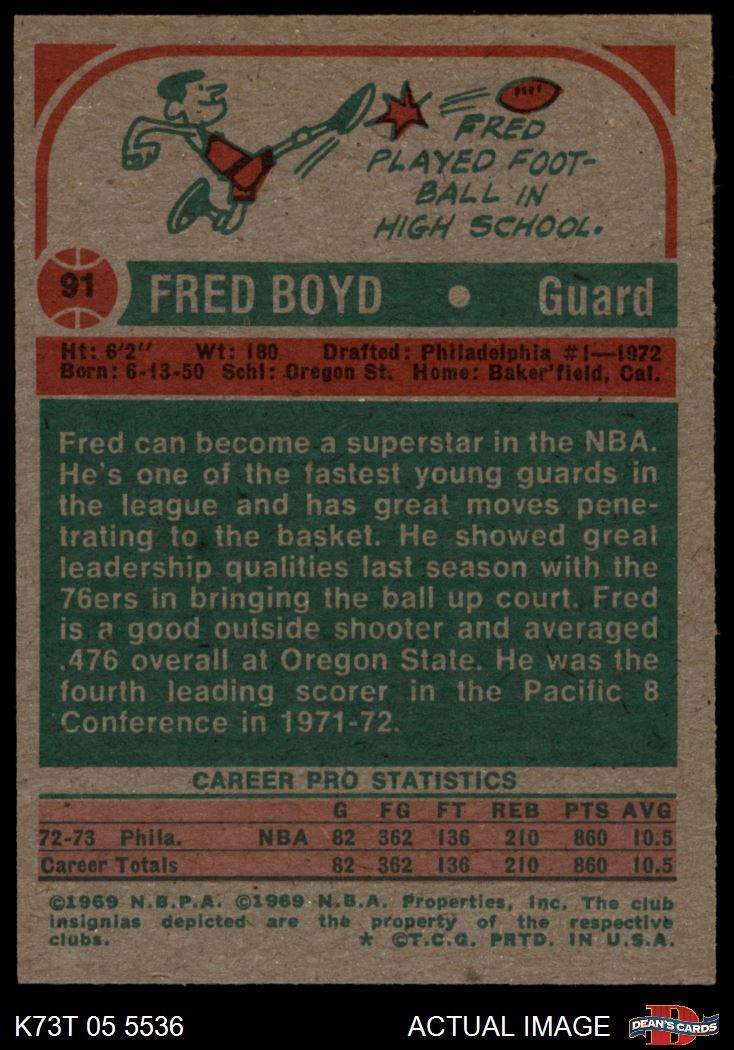 FRED
PLAYED FOOT-
BALL IN
HIGH SCHOOL.
91 FRED BOYD • Guard
Ht: 6'2" Wt: 180 Drafted: Philadelphia #1—1972
Born: 6-13-50 Schl: Oregon St. Home: Baker'field, Cal.
Fred can become a superstar in the NBA.
He's one of the fastest young guards in
the league and has great moves pene-
trating to the basket. He showed great
leadership qualities last season with the
76ers in bringing the ball up court. Fred
is a good outside shooter and averaged
.476 overall at Oregon State. He was the
fourth leading scorer in the Pacific 8
Conference in 1971-72.
CAREER PRO STATISTICS
G FG FT REB PTS AVG
72-73 Phila. NBA 82 362 136 210 860 10.5
Career Totals 82 362 136 210 860 10.5
©1969 N.B.P.A. ©1969 N.B.A. Properties, Inc. The club
insignias depicted are the property of the respective
clubs. * ©T.C.G. PRTD. IN U.S.A.
K73T 05 5536 ACTUAL IMAGE D DEAN'S CARDS